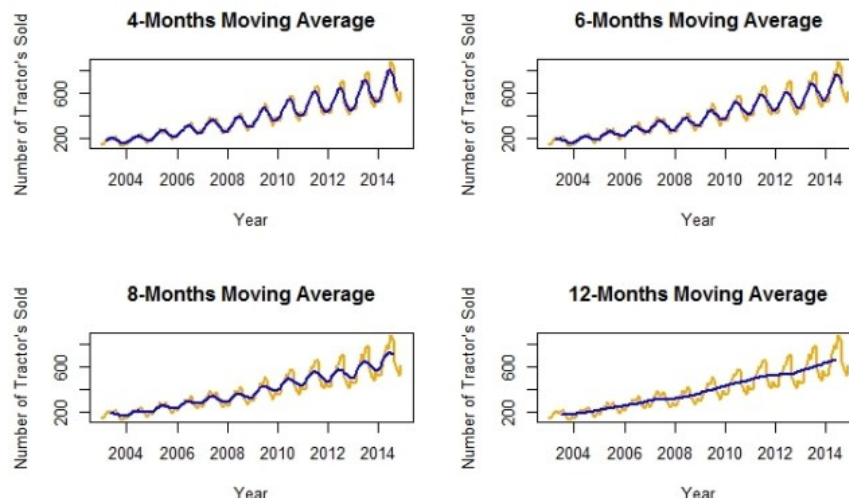 4-Months Moving Average
Number of Tractor's Sold
200 600
2004 2006 2008 2010 2012 2014
Year
6-Months Moving Average
Number of Tractor's Sold
200 600
2004 2006 2008 2010 2012 2014
Year
8-Months Moving Average
Number of Tractor's Sold
200 600
2004 2006 2008 2010 2012 2014
Year
12-Months Moving Average
Number of Tractor's Sold
200 600
2004 2006 2008 2010 2012 2014
Year